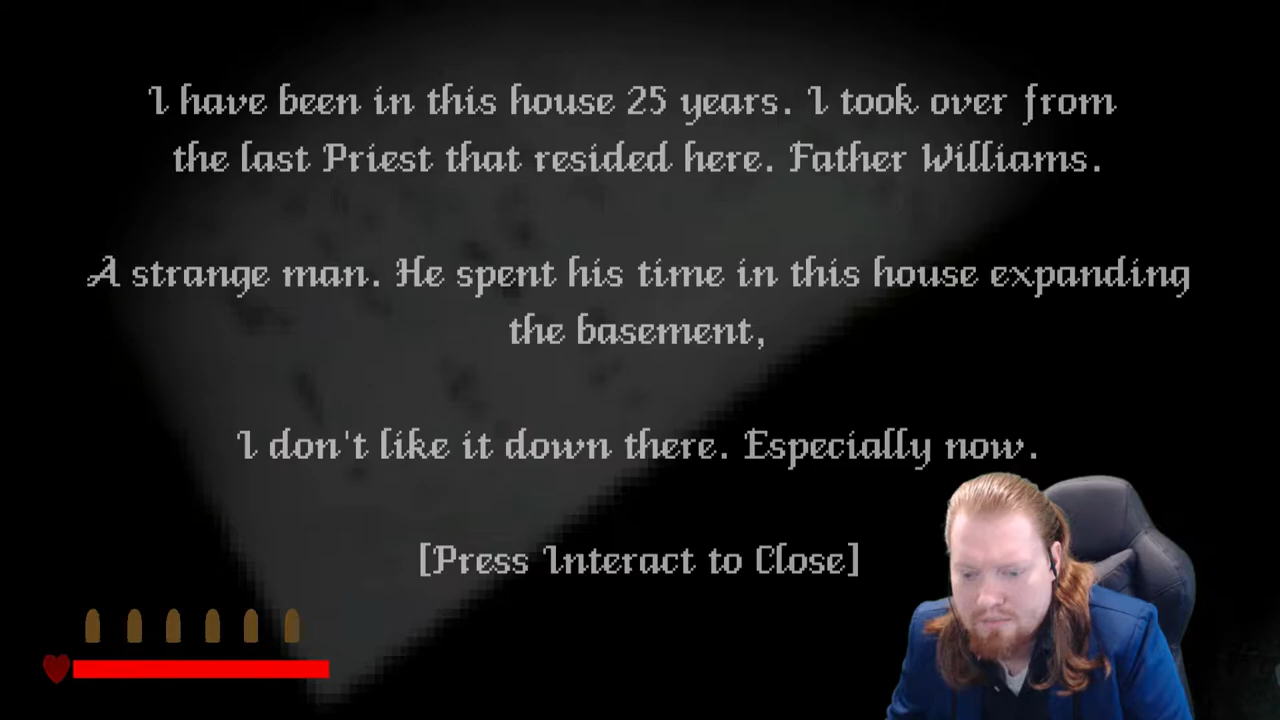 I have been in this house 25 years. I took over from
the last Priest that resided here. Father Williams.
A strange man. He spent his time in this house expanding
the basement,
I don't like it down there. Especially now.
[Press Interact to Close]